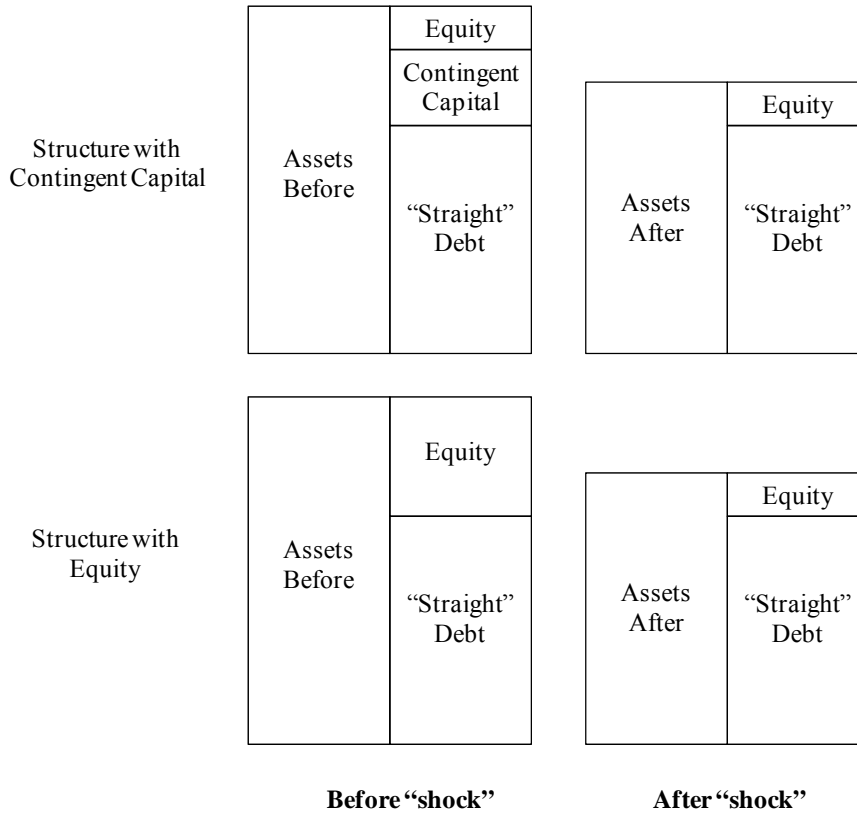 Equity
Contingent
Capital
Equity
Structure with
Contingent Capital
Assets
Before
“Straight”
Debt
Assets
After
“Straight”
Debt
Equity
Equity
Structure with
Equity
Assets
Before
“Straight”
Debt
Assets
After
“Straight”
Debt
Before “shock”
After “shock”